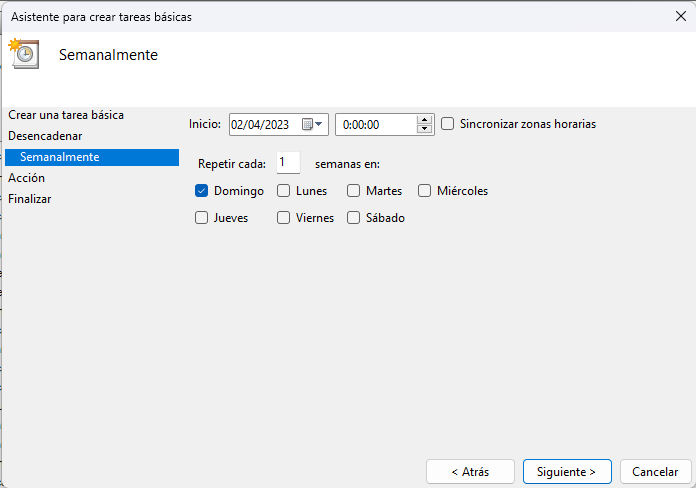 Asistente para crear tareas básicas
Semanalmente
Crear una tarea básica
Desencadenar
Semanalmente
Acción
Finalizar
Inicio: 02/04/2023 0:00:00 Sincronizar zonas horarias
Repetir cada: 1 semanas en:
Domingo Lunes Martes Miércoles
Jueves Viernes Sábado
< Atrás Siguiente > Cancelar